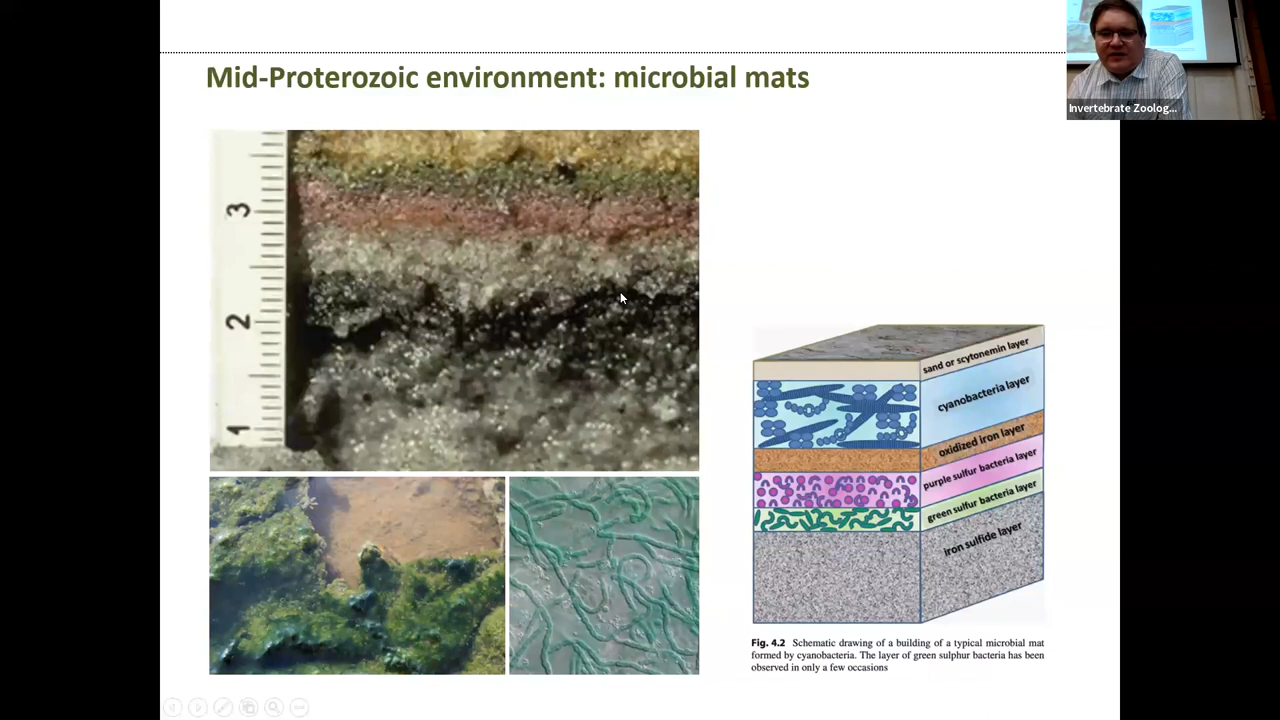 Mid-Proterozoic environment: microbial mats
Invertebrate Zoolog...
3
2
1
sand or scytonemin layer
cyanobacteria layer
oxidized iron layer
purple sulfur bacteria layer
green sulfur bacteria layer
iron sulfide layer
Fig. 4.2 Schematic drawing of a building of a typical microbial mat
formed by cyanobacteria. The layer of green sulphur bacteria has been
observed in only a few occasions